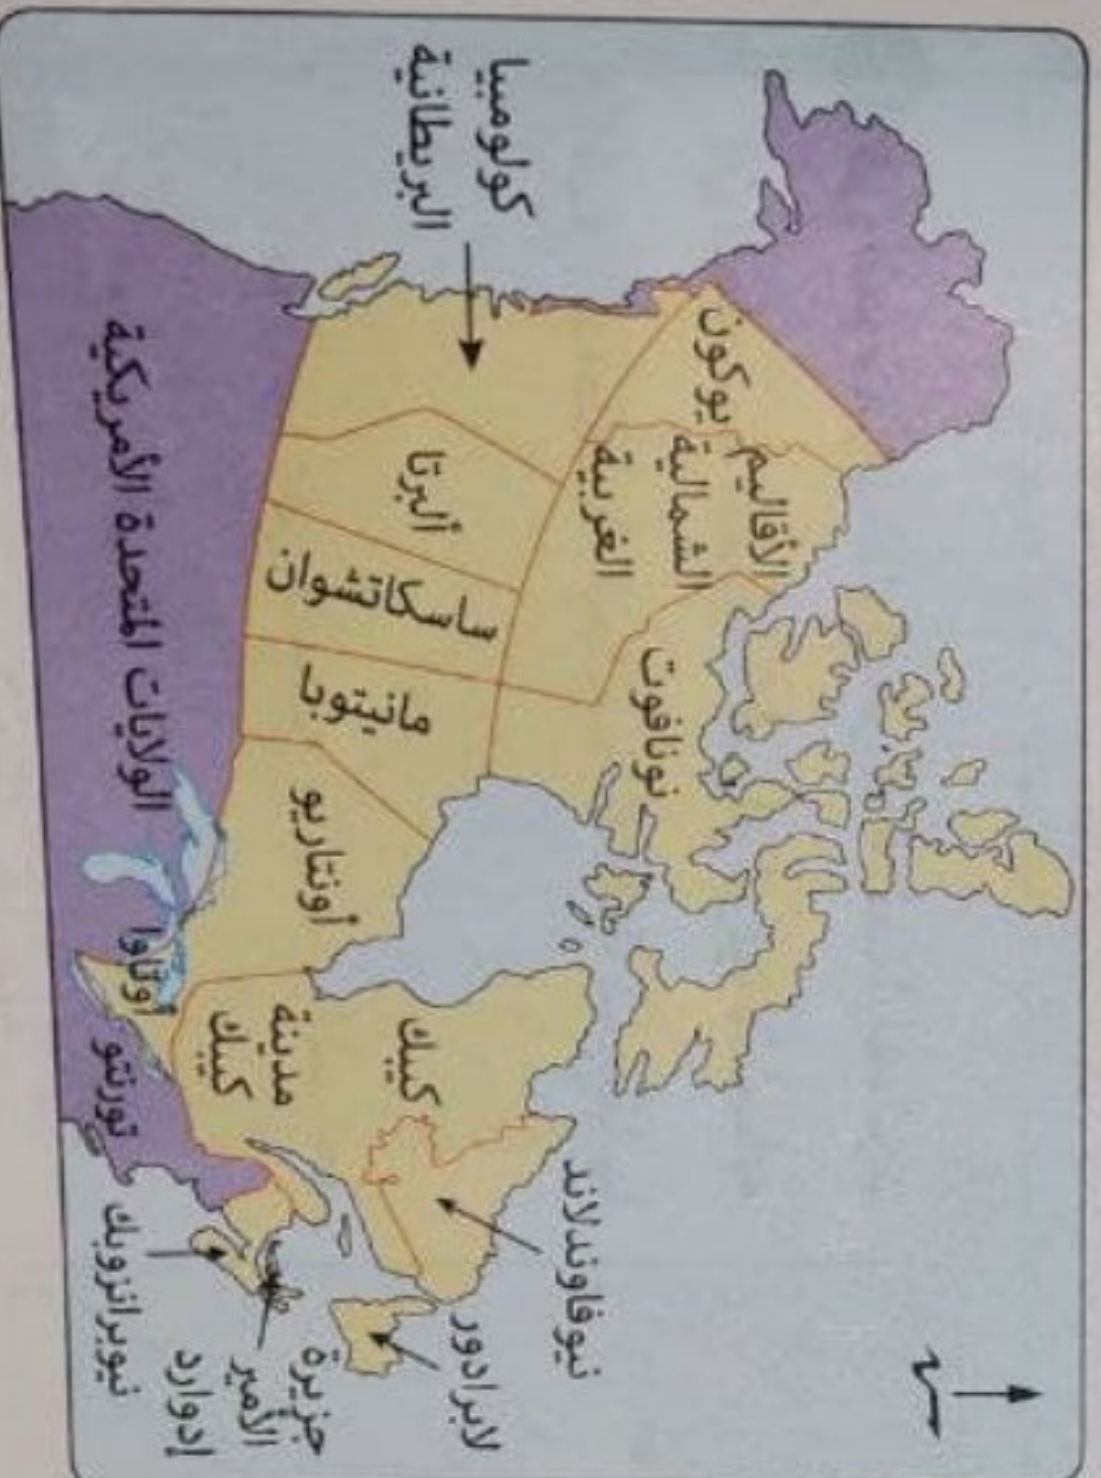 كولومبيا
البريطانية
يوكون
الأقاليم
الشمالية
الغربية
نونافوت
ألبرتا
ساسكاتشوان
مانيتوبا
أونتاريو
كيبك
مدينة
كيبك
نيوفاوندلاند
لابرادور
جزيرة
الأمير
إدوارد
نيوبرانزويك
تورنتو
أوتاوا
الولايات المتحدة الأمريكية